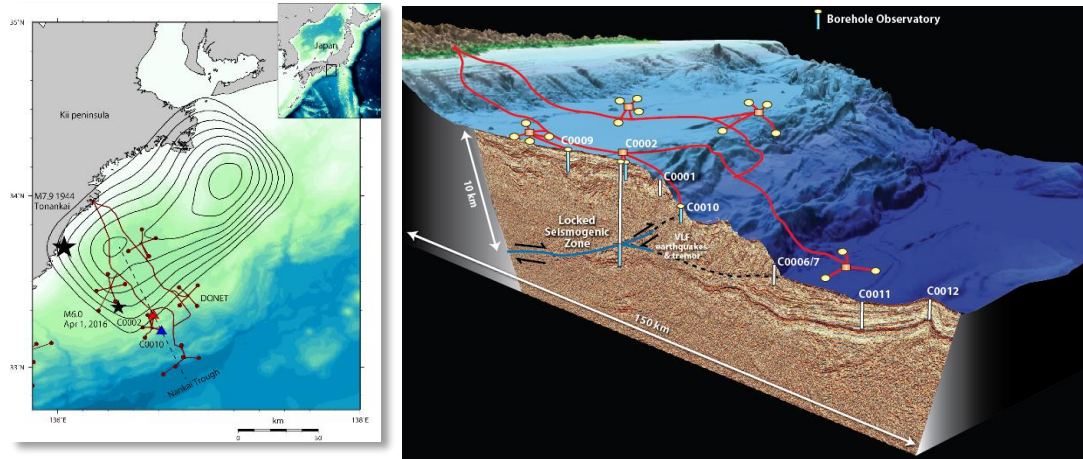 35°N
Japan
Kii peninsula
34°N
M7.9 1944
Tonankai
DONET
M6.0
Apr 1, 2016
C0002
C0010
33°N
Nankai Trough
136°E
138°E
km
0
50
Borehole Observatory
C0009
C0002
C0001
C0010
10 km
Locked
Seismogenic
Zone
VLF
earthquakes
& tremor
C0006/7
C0011
C0012
150 km